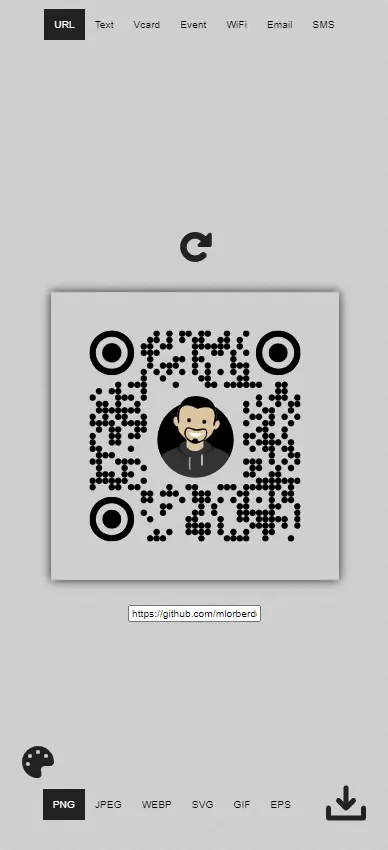 URL Text Vcard Event WiFi Email SMS
https://github.com/mlorberd
PNG JPEG WEBP SVG GIF EPS